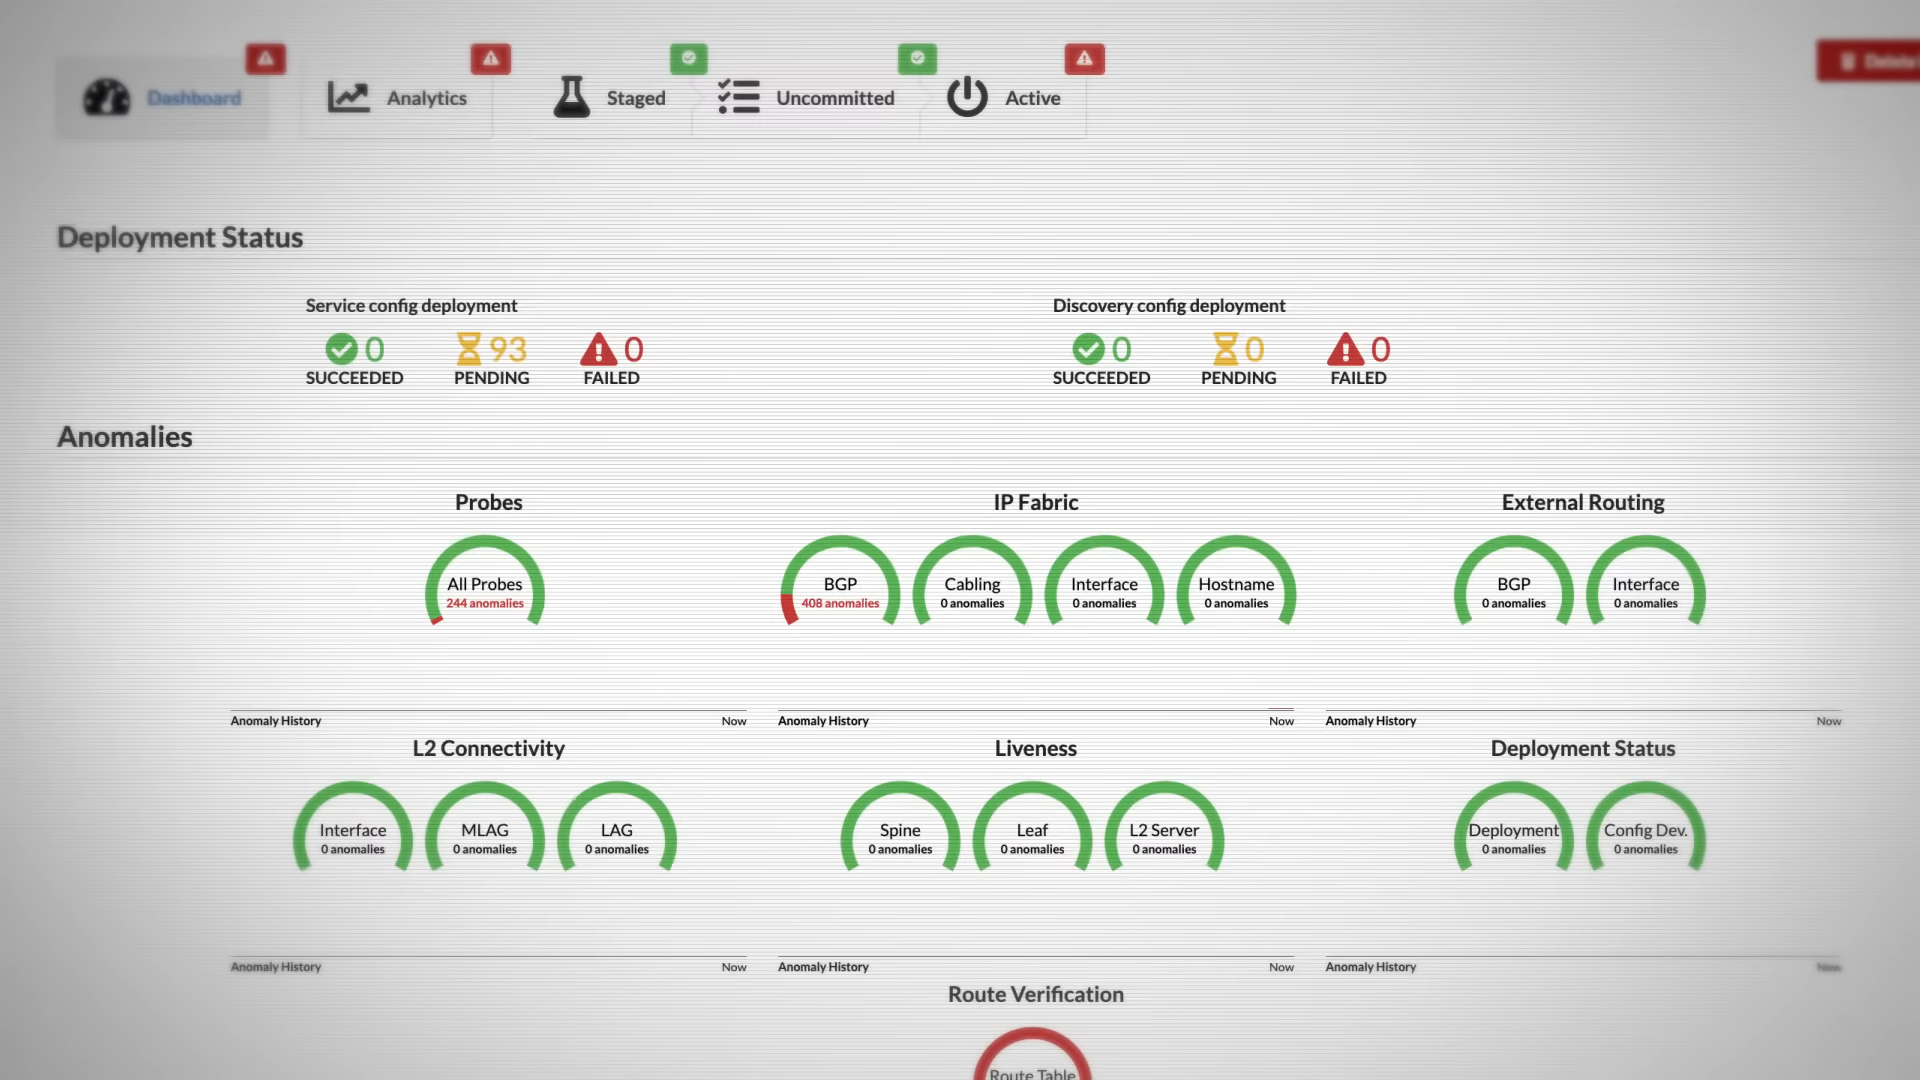 Dashboard
Analytics
Staged
Uncommitted
Active
Delete
Deployment Status
Service config deployment
0
SUCCEEDED
93
PENDING
0
FAILED
Discovery config deployment
0
SUCCEEDED
0
PENDING
0
FAILED
Anomalies
Probes
All Probes
244 anomalies
Anomaly History Now
IP Fabric
BGP
408 anomalies
Cabling
0 anomalies
Interface
0 anomalies
Hostname
0 anomalies
Anomaly History Now
External Routing
BGP
0 anomalies
Interface
0 anomalies
Anomaly History Now
L2 Connectivity
Interface
0 anomalies
MLAG
0 anomalies
LAG
0 anomalies
Anomaly History Now
Liveness
Spine
0 anomalies
Leaf
0 anomalies
L2 Server
0 anomalies
Anomaly History Now
Deployment Status
Deployment
0 anomalies
Config Dev.
0 anomalies
Anomaly History Now
Route Verification
Route Table